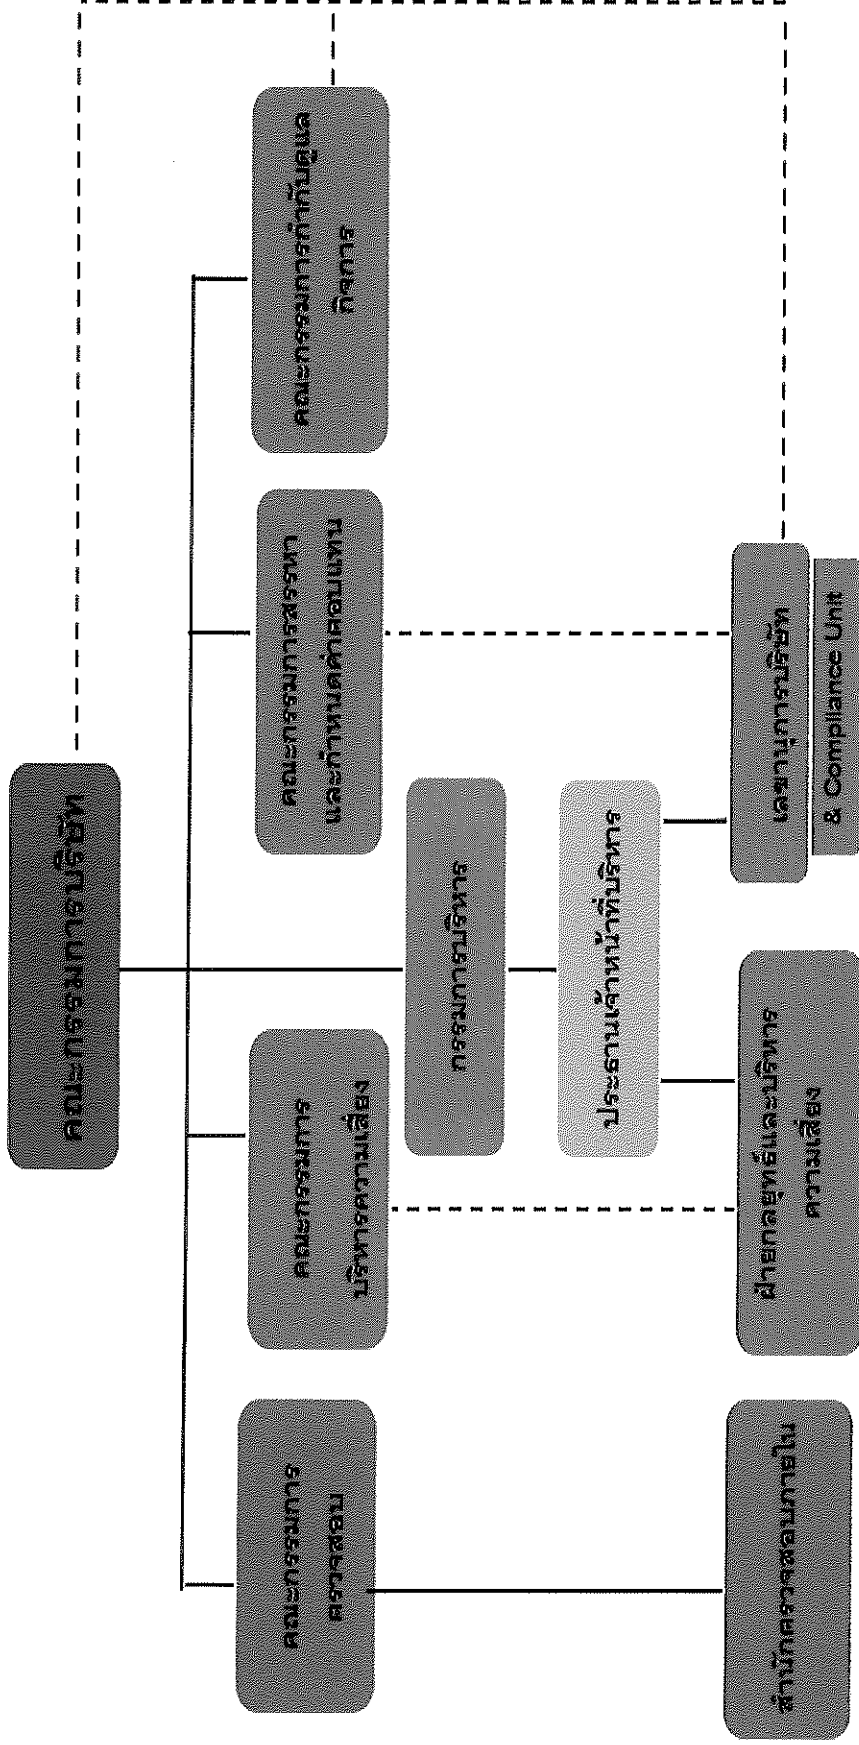 คณะกรรมการบริษัท
คณะกรรมการ
ตรวจสอบ
คณะกรรมการ
บริหารความเสี่ยง
คณะกรรมการสรรหา
และกำหนดค่าตอบแทน
คณะกรรมการกำกับดูแล
กิจการ
กรรมการบริหาร
ประธานเจ้าหน้าที่บริหาร
สำนักตรวจสอบภายใน
ฝ่ายกลยุทธ์และบริหาร
ความเสี่ยง
เลขานุการบริษัท
& Compliance Unit